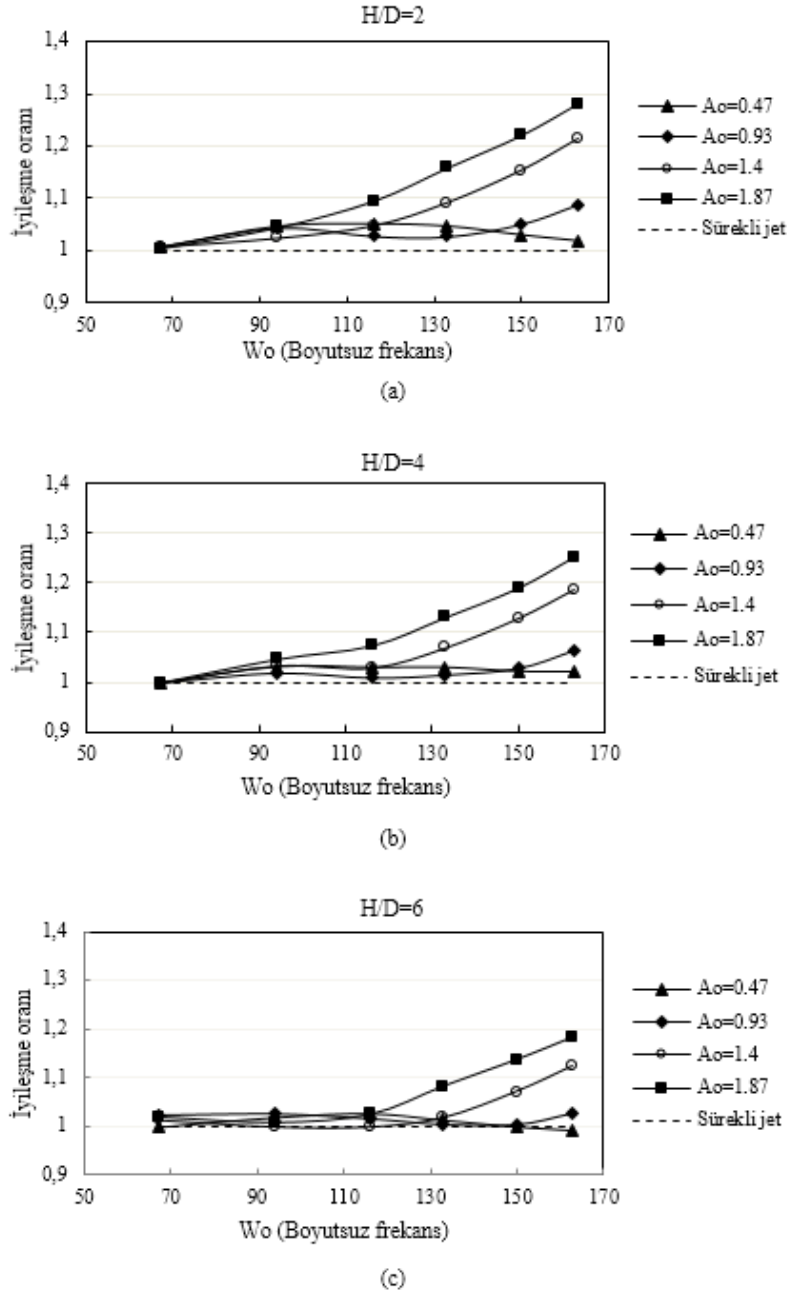 H/D=2
1,4
1,3
1,2
1,1
1
0,9
İyileşme oranı
50 70 90 110 130 150 170
Wo (Boyutsuz frekans)
Ao=0.47
Ao=0.93
Ao=1.4
Ao=1.87
Sürekli jet
(a)
H/D=4
1,4
1,3
1,2
1,1
1
0,9
İyileşme oranı
50 70 90 110 130 150 170
Wo (Boyutsuz frekans)
Ao=0.47
Ao=0.93
Ao=1.4
Ao=1.87
Sürekli jet
(b)
H/D=6
1,4
1,3
1,2
1,1
1
0,9
İyileşme oranı
50 70 90 110 130 150 170
Wo (Boyutsuz frekans)
Ao=0.47
Ao=0.93
Ao=1.4
Ao=1.87
Sürekli jet
(c)